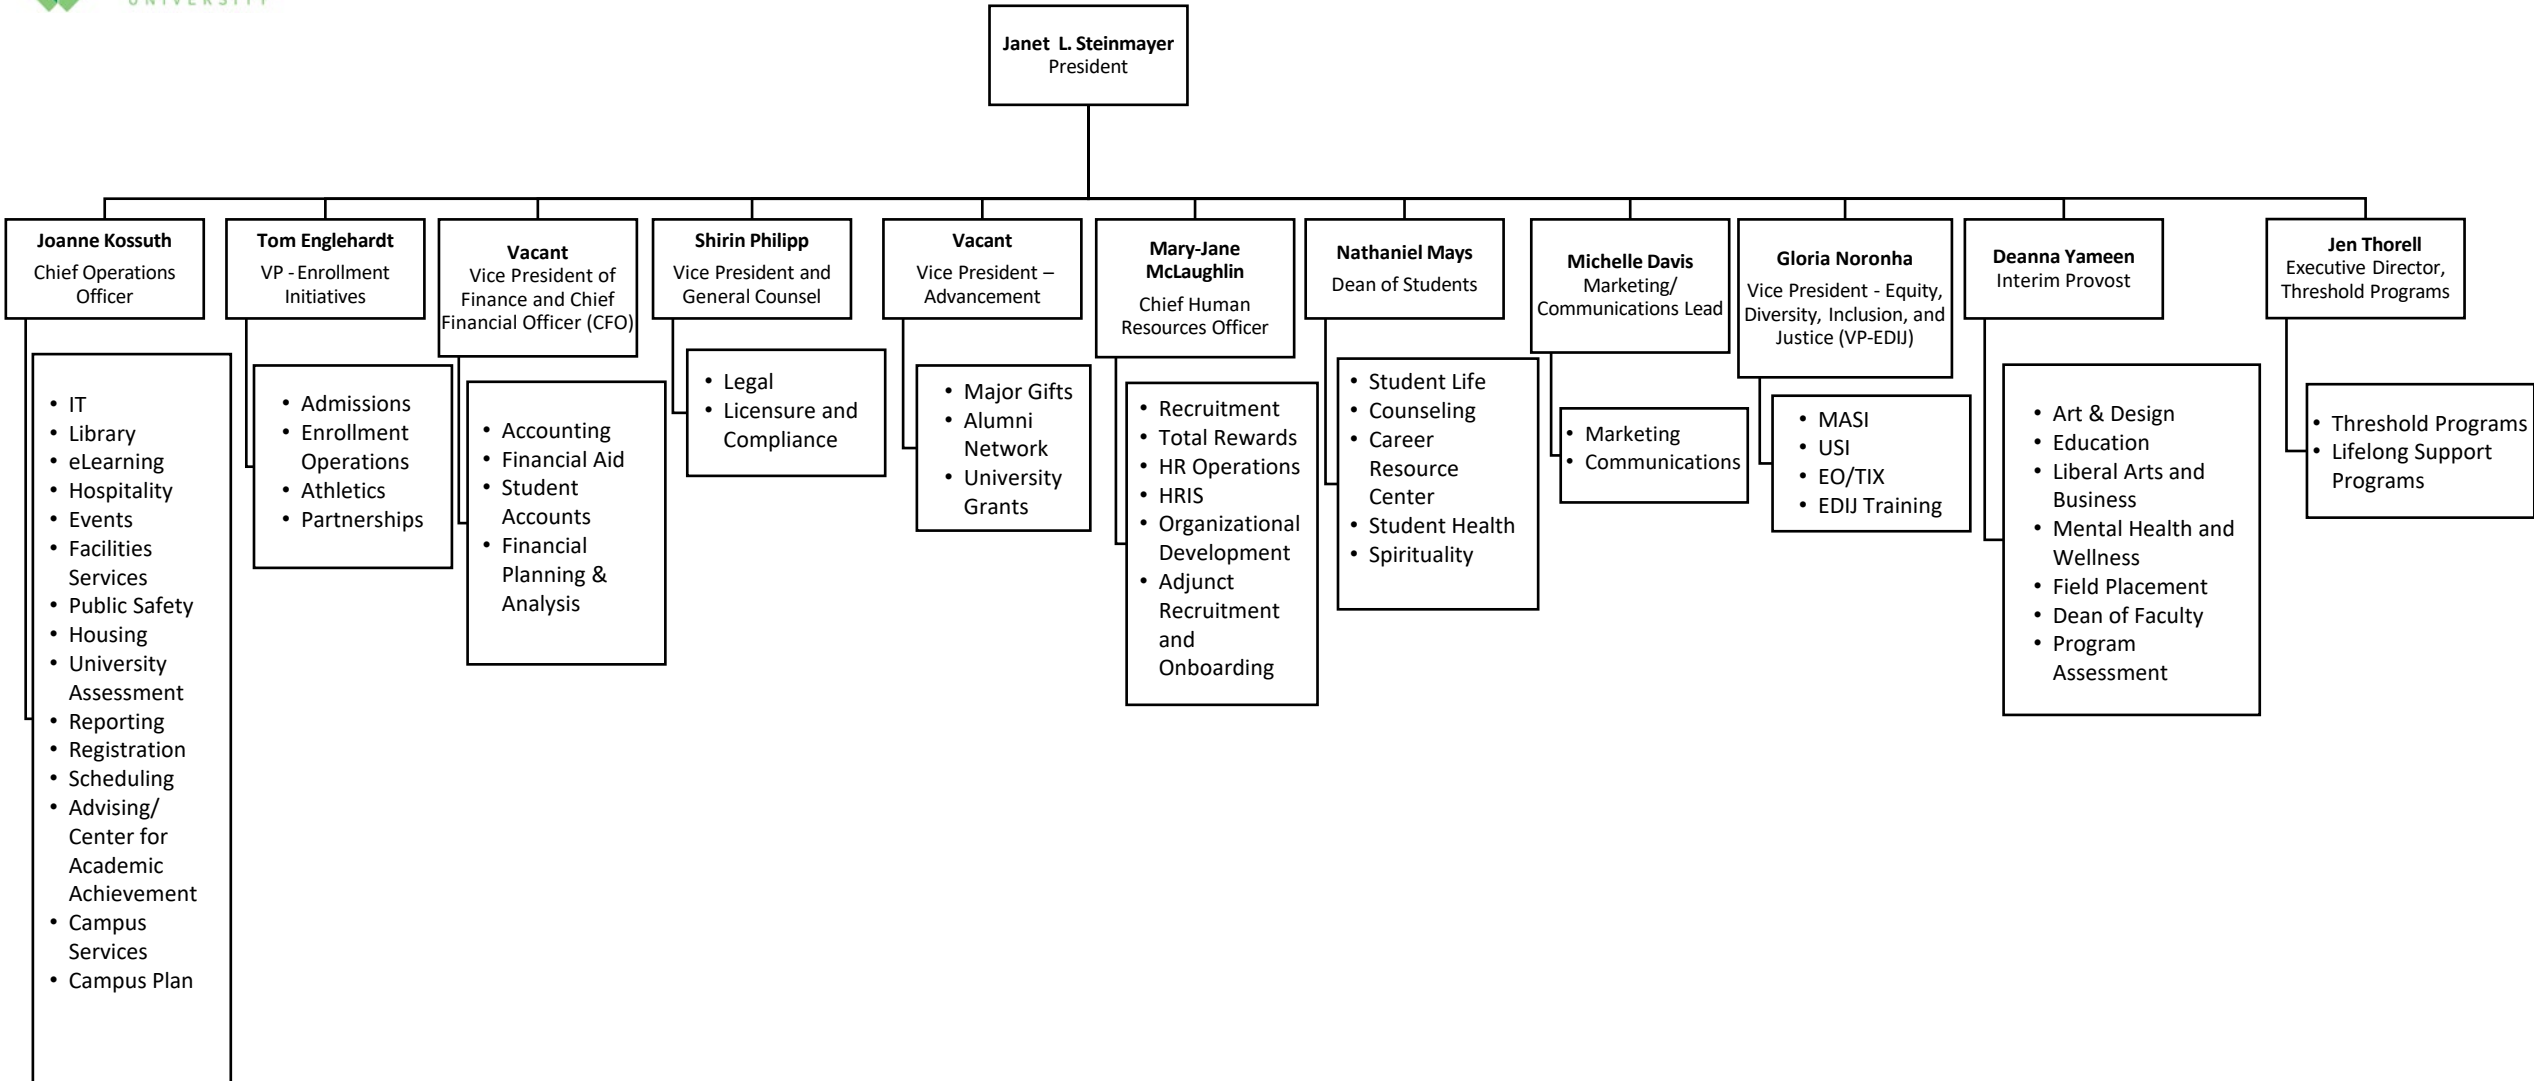 UNIVERSITY
Janet L. Steinmayer
President
Joanne Kossuth
Chief Operations
Officer
• IT
• Library
• eLearning
• Hospitality
• Events
• Facilities
Services
• Public Safety
• Housing
• University
Assessment
• Reporting
• Registration
• Scheduling
• Advising/
Center for
Academic
Achievement
• Campus
Services
• Campus Plan
Tom Englehardt
VP - Enrollment
Initiatives
• Admissions
• Enrollment
Operations
• Athletics
• Partnerships
Vacant
Vice President of
Finance and Chief
Financial Officer (CFO)
• Accounting
• Financial Aid
• Student
Accounts
• Financial
Planning &
Analysis
Shirin Philipp
Vice President and
General Counsel
• Legal
• Licensure and
Compliance
Vacant
Vice President –
Advancement
• Major Gifts
• Alumni
Network
• University
Grants
Mary-Jane
McLaughlin
Chief Human
Resources Officer
• Recruitment
• Total Rewards
• HR Operations
• HRIS
• Organizational
Development
• Adjunct
Recruitment
and
Onboarding
Nathaniel Mays
Dean of Students
• Student Life
• Counseling
• Career
Resource
Center
• Student Health
• Spirituality
Michelle Davis
Marketing/
Communications Lead
• Marketing
• Communications
Gloria Noronha
Vice President - Equity,
Diversity, Inclusion, and
Justice (VP-EDIJ)
• MASI
• USI
• EO/TIX
• EDIJ Training
Deanna Yameen
Interim Provost
• Art & Design
• Education
• Liberal Arts and
Business
• Mental Health and
Wellness
• Field Placement
• Dean of Faculty
• Program
Assessment
Jen Thorell
Executive Director,
Threshold Programs
• Threshold Programs
• Lifelong Support
Programs